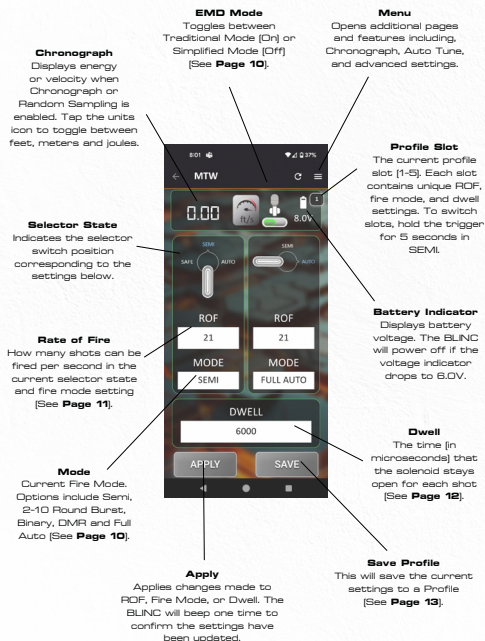 EMD Mode
Toggles between
Traditional Mode (On) or
Simplified Mode (Off)
(See Page 10).
Menu
Opens additional pages
and features including,
Chronograph, Auto Tune,
and advanced settings.
Chronograph
Displays energy
or velocity when
Chronograph or
Random Sampling is
enabled. Tap the units
icon to toggle between
feet, meters and joules.
Selector State
Indicates the selector
switch position
corresponding to the
settings below.
Rate of Fire
How many shots can be
fired per second in the
current selector state
and fire mode setting
(See Page 11).
Mode
Current Fire Mode.
Options include Semi,
2-10 Round Burst,
Binary, DMR and Full
Auto (See Page 10).
8:01
37%
MTW
0.00
ft/s
8.0V
1
SEMI
SAFE
AUTO
SEMI
AUTO
ROF
ROF
21
21
MODE
MODE
SEMI
FULL AUTO
DWELL
6000
APPLY
SAVE
Profile Slot
The current profile
slot (1-5). Each slot
contains unique ROF,
fire mode, and dwell
settings. To switch
slots, hold the trigger
for 5 seconds in
SEMI.
Battery Indicator
Displays battery
voltage. The BLINC
will power off if the
voltage indicator
drops to 6.0V.
Dwell
The time (in
microseconds) that
the solenoid stays
open for each shot
(See Page 12).
Save Profile
This will save the current
settings to a Profile
(See Page 13).
Apply
Applies changes made to
ROF, Fire Mode, or Dwell. The
BLINC will beep one time to
confirm the settings have
been updated.